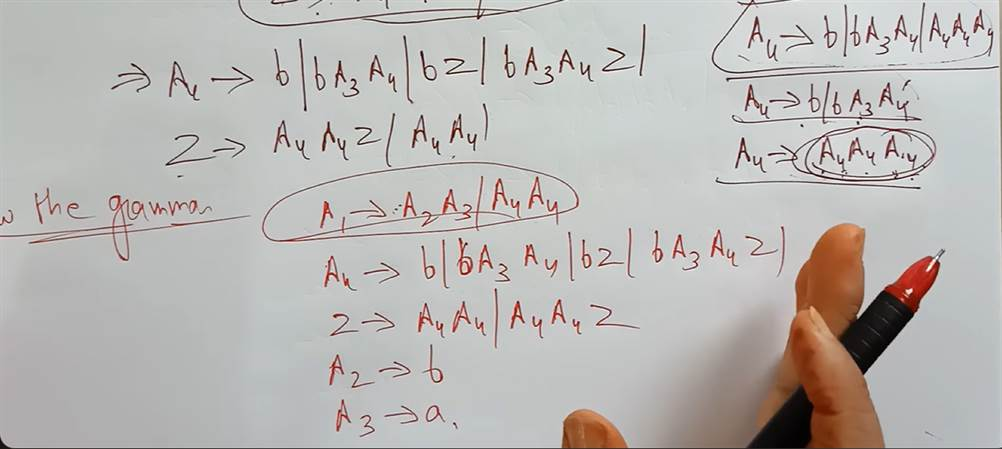 ⇒ A₄ → b | bA₃A₄ | bZ | bA₃A₄Z |
Z → A₄A₄Z | A₄A₄ |
A₄ → b | bA₃A₄ | A₄A₄A₄
A₄ → b | bA₃A₄
A₄ → A₄A₄A₄
the gramma
A₁ → A₂A₃ | A₄A₄
A₄ → b | bA₃A₄ | bZ | bA₃A₄Z |
Z → A₄A₄ | A₄A₄Z
A₂ → b
A₃ → a.